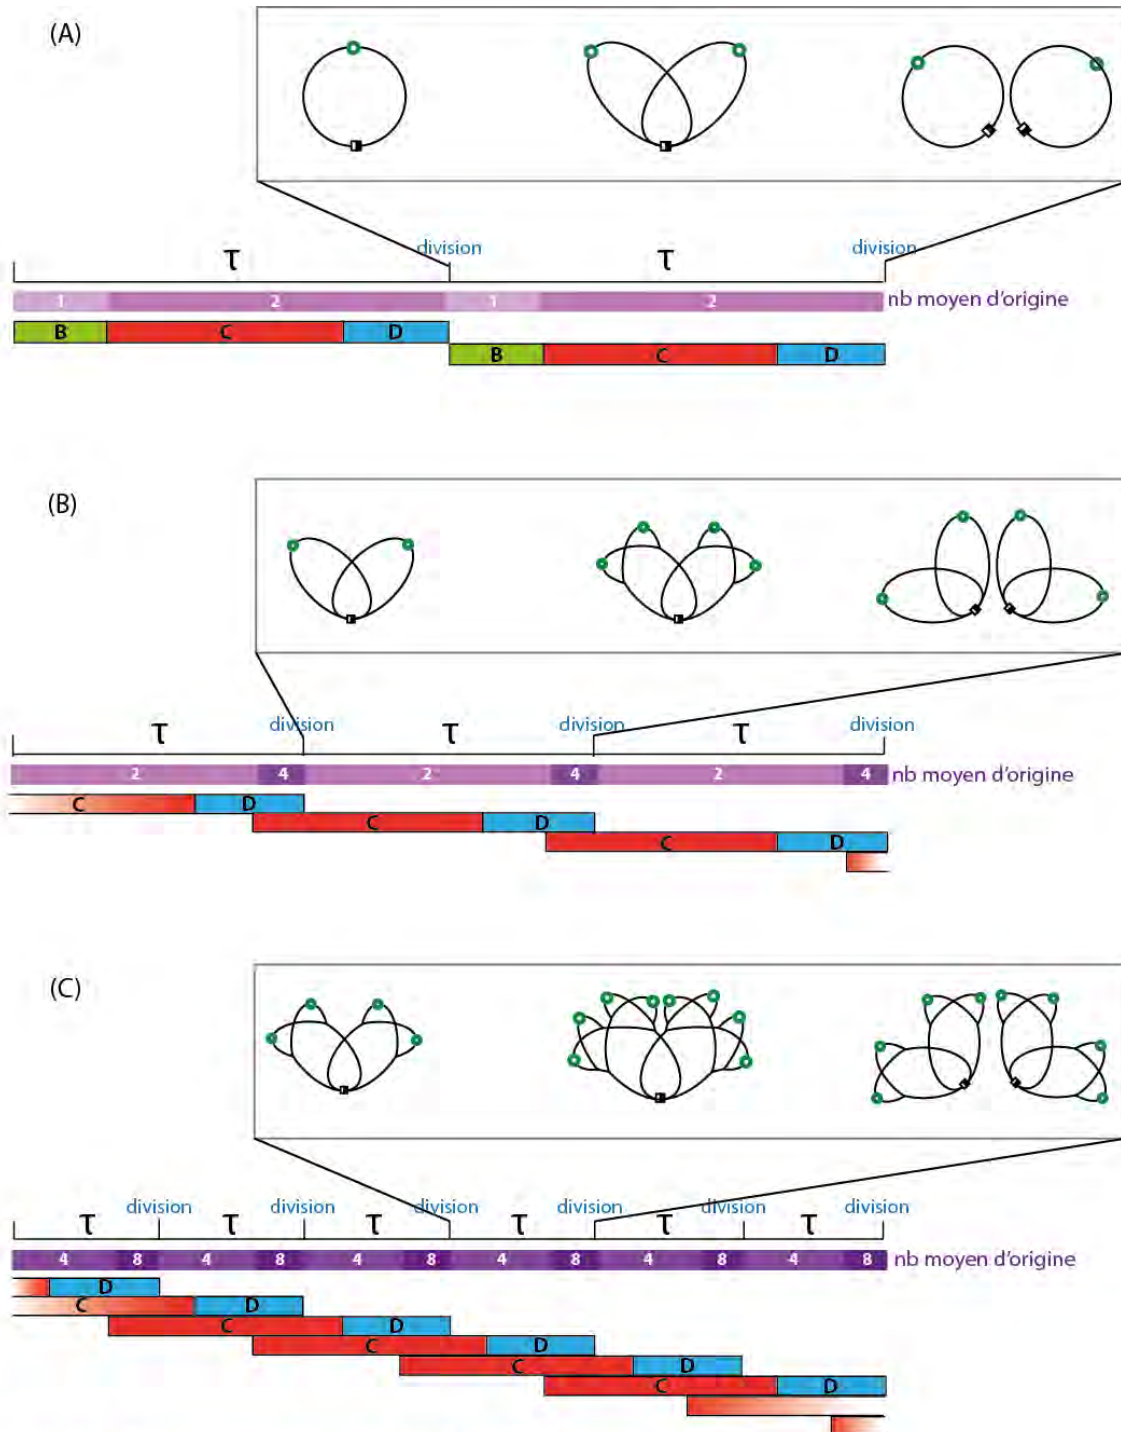 (A)
τ division τ division
1 2 1 2 nb moyen d'origine
B C D
B C D
(B)
τ division τ division τ division
2 4 2 4 2 4 nb moyen d'origine
C D
C D
C D
(C)
τ division τ division τ division τ division τ division τ division
4 8 4 8 4 8 4 8 4 8 4 8 nb moyen d'origine
D
C D
C D
C D
C D
C D